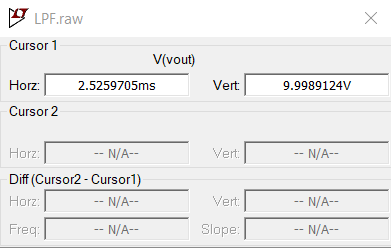 LPF.raw
Cursor 1
V(vout)
Horz: 2.5259705ms Vert: 9.9989124V
Cursor 2
Horz: -- N/A-- Vert: -- N/A--
Diff (Cursor2 - Cursor1)
Horz: -- N/A-- Vert: -- N/A--
Freq: -- N/A-- Slope: -- N/A--